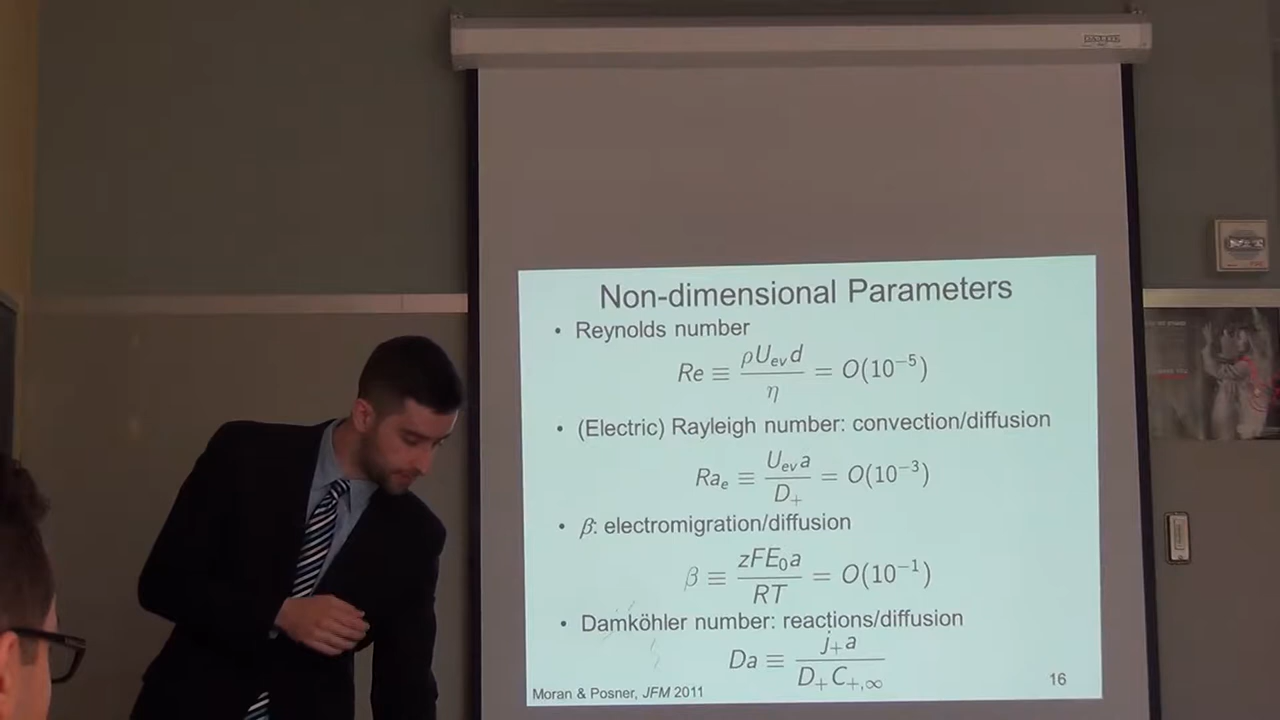 Non-dimensional Parameters
• Reynolds number
Re ≡ ρU_ev d / η = O(10⁻⁵)
• (Electric) Rayleigh number: convection/diffusion
Ra_e ≡ U_ev a / D₊ = O(10⁻³)
• β: electromigration/diffusion
β ≡ zFE₀a / RT = O(10⁻¹)
• Damköhler number: reactions/diffusion
Da ≡ j₊a / D₊C₊,∞
Moran & Posner, JFM 2011
16